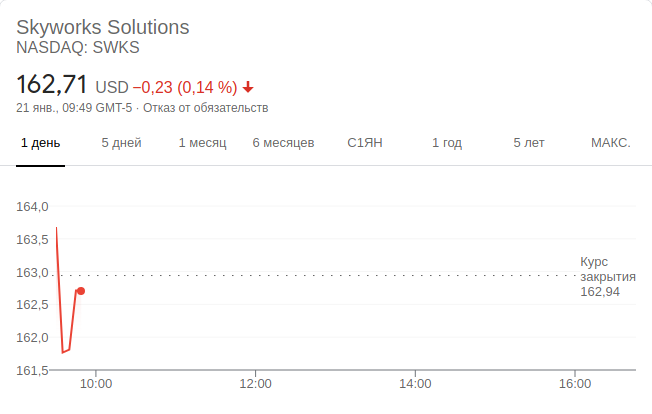 Skyworks Solutions
NASDAQ: SWKS
162,71 USD −0,23 (0,14 %)
21 янв., 09:49 GMT-5 · Отказ от обязательств
1 день 5 дней 1 месяц 6 месяцев С1ЯН 1 год 5 лет МАКС.
164,0
163,5
163,0
162,5
162,0
161,5
Курс
закрытия
162,94
10:00 12:00 14:00 16:00